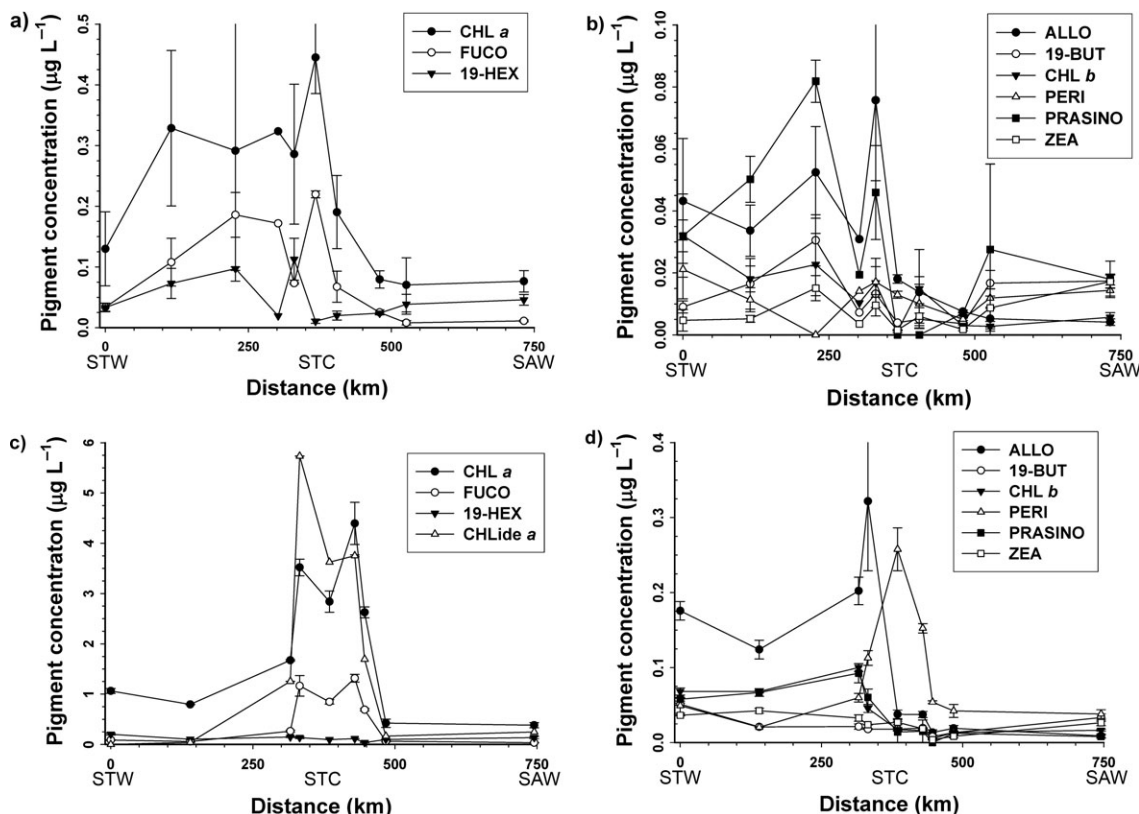 a)
Pigment concentration (µg L⁻¹)
0.5
0.4
0.3
0.2
0.1
0.0
CHL a
FUCO
19-HEX
0 250 500 750
STW STC SAW
Distance (km)
b)
Pigment concentration (µg L⁻¹)
0.10
0.08
0.06
0.04
0.02
0.00
ALLO
19-BUT
CHL b
PERI
PRASINO
ZEA
0 250 500 750
STW STC SAW
Distance (km)
c)
Pigment concentraton (µg L⁻¹)
6
5
4
3
2
1
0
CHL a
FUCO
19-HEX
CHLide a
0 250 500 750
STW STC SAW
Distance (km)
d)
Pigment concentration (µg L⁻¹)
0.4
0.3
0.2
0.1
0.0
ALLO
19-BUT
CHL b
PERI
PRASINO
ZEA
0 250 500 750
STW STC SAW
Distance (km)